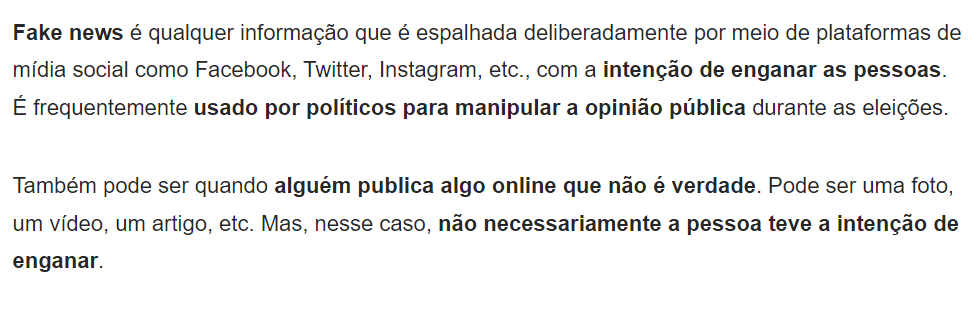 Fake news é qualquer informação que é espalhada deliberadamente por meio de plataformas de
mídia social como Facebook, Twitter, Instagram, etc., com a intenção de enganar as pessoas.
É frequentemente usado por políticos para manipular a opinião pública durante as eleições.
Também pode ser quando alguém publica algo online que não é verdade. Pode ser uma foto,
um vídeo, um artigo, etc. Mas, nesse caso, não necessariamente a pessoa teve a intenção de
enganar.